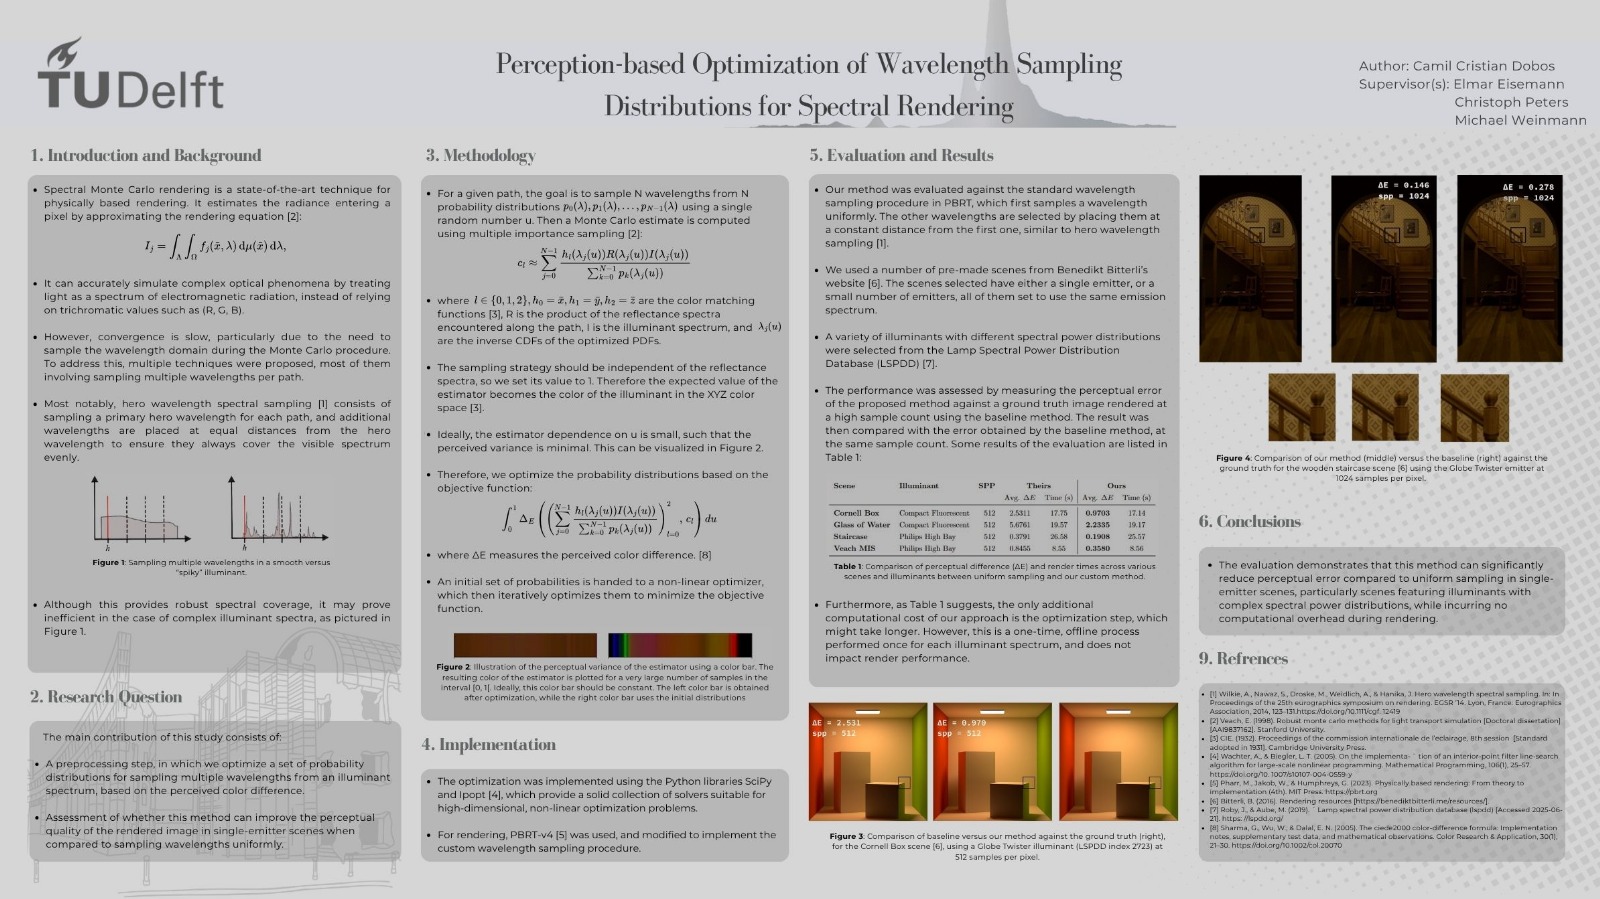 TU Delft
Perception-based Optimization of Wavelength Sampling
Distributions for Spectral Rendering
Author: Camil Cristian Dobos
Supervisor(s): Elmar Eisemann
Christoph Peters
Michael Weinmann
1. Introduction and Background
• Spectral Monte Carlo rendering is a state-of-the-art technique for
physically based rendering. It estimates the radiance entering a
pixel by approximating the rendering equation [2]:
I_j = ∫_Λ ∫_Ω f_j(x̄, λ) dμ(x̄) dλ,
• It can accurately simulate complex optical phenomena by treating
light as a spectrum of electromagnetic radiation, instead of relying
on trichromatic values such as (R, G, B).
• However, convergence is slow, particularly due to the need to
sample the wavelength domain during the Monte Carlo procedure.
To address this, multiple techniques were proposed, most of them
involving sampling multiple wavelengths per path.
• Most notably, hero wavelength spectral sampling [1] consists of
sampling a primary hero wavelength for each path, and additional
wavelengths are placed at equal distances from the hero
wavelength to ensure they always cover the visible spectrum
evenly.
h h
Figure 1: Sampling multiple wavelengths in a smooth versus
"spiky" illuminant.
• Although this provides robust spectral coverage, it may prove
inefficient in the case of complex illuminant spectra, as pictured in
Figure 1.
2. Research Question
The main contribution of this study consists of:
• A preprocessing step, in which we optimize a set of probability
distributions for sampling multiple wavelengths from an illuminant
spectrum, based on the perceived color difference.
• Assessment of whether this method can improve the perceptual
quality of the rendered image in single-emitter scenes when
compared to sampling wavelengths uniformly.
3. Methodology
• For a given path, the goal is to sample N wavelengths from N
probability distributions p_0(λ), p_1(λ), . . . , p_{N−1}(λ) using a single
random number u. Then a Monte Carlo estimate is computed
using multiple importance sampling [2]:
c_l ≈ ∑_{j=0}^{N−1} h_l(λ_j(u))R(λ_j(u))I(λ_j(u)) / ∑_{k=0}^{N−1} p_k(λ_j(u))
• where l ∈ {0, 1, 2}, h_0 = x̄, h_1 = ȳ, h_2 = z̄ are the color matching
functions [3], R is the product of the reflectance spectra
encountered along the path, I is the illuminant spectrum, and λ_j(u)
are the inverse CDFs of the optimized PDFs.
• The sampling strategy should be independent of the reflectance
spectra, so we set its value to 1. Therefore the expected value of the
estimator becomes the color of the illuminant in the XYZ color
space [3].
• Ideally, the estimator dependence on u is small, such that the
perceived variance is minimal. This can be visualized in Figure 2.
• Therefore, we optimize the probability distributions based on the
objective function:
∫_0^1 Δ_E ((∑_{j=0}^{N−1} h_l(λ_j(u))I(λ_j(u)) / ∑_{k=0}^{N−1} p_k(λ_j(u)))_{l=0}^2 , c_l) du
• where ΔE measures the perceived color difference. [8]
• An initial set of probabilities is handed to a non-linear optimizer,
which then iteratively optimizes them to minimize the objective
function.
Figure 2: Illustration of the perceptual variance of the estimator using a color bar. The
resulting color of the estimator is plotted for a very large number of samples in the
interval [0, 1]. Ideally, this color bar should be constant. The left color bar is obtained
after optimization, while the right color bar uses the initial distributions
4. Implementation
• The optimization was implemented using the Python libraries SciPy
and Ipopt [4], which provide a solid collection of solvers suitable for
high-dimensional, non-linear optimization problems.
• For rendering, PBRT-v4 [5] was used, and modified to implement the
custom wavelength sampling procedure.
5. Evaluation and Results
• Our method was evaluated against the standard wavelength
sampling procedure in PBRT, which first samples a wavelength
uniformly. The other wavelengths are selected by placing them at
a constant distance from the first one, similar to hero wavelength
sampling [1].
• We used a number of pre-made scenes from Benedikt Bitterli's
website [6]. The scenes selected have either a single emitter, or a
small number of emitters, all of them set to use the same emission
spectrum.
• A variety of illuminants with different spectral power distributions
were selected from the Lamp Spectral Power Distribution
Database (LSPDD) [7].
• The performance was assessed by measuring the perceptual error
of the proposed method against a ground truth image rendered at
a high sample count using the baseline method. The result was
then compared with the error obtained by the baseline method, at
the same sample count. Some results of the evaluation are listed in
Table 1:
Scene Illuminant SPP Theirs Ours
Avg. ΔE Time (s) Avg. ΔE Time (s)
Cornell Box Compact Fluorescent 512 2.5311 17.75 0.9703 17.14
Glass of Water Compact Fluorescent 512 5.6761 19.57 2.2335 19.17
Staircase Philips High Bay 512 0.3791 26.58 0.1908 25.57
Veach MIS Philips High Bay 512 0.8455 8.55 0.3580 8.56
Table 1: Comparison of perceptual difference (ΔE) and render times across various
scenes and illuminants between uniform sampling and our custom method.
• Furthermore, as Table 1 suggests, the only additional
computational cost of our approach is the optimization step, which
might take longer. However, this is a one-time, offline process
performed once for each illuminant spectrum, and does not
impact render performance.
ΔE = 2.531
spp = 512
ΔE = 0.970
spp = 512
Figure 3: Comparison of baseline versus our method against the ground truth (right),
for the Cornell Box scene [6], using a Globe Twister illuminant (LSPDD index 2723) at
512 samples per pixel.
ΔE = 0.146
spp = 1024
ΔE = 0.278
spp = 1024
Figure 4: Comparison of our method (middle) versus the baseline (right) against the
ground truth for the wooden staircase scene [6] using the Globe Twister emitter at
1024 samples per pixel.
6. Conclusions
• The evaluation demonstrates that this method can significantly
reduce perceptual error compared to uniform sampling in single-
emitter scenes, particularly scenes featuring illuminants with
complex spectral power distributions, while incurring no
computational overhead during rendering.
9. Refrences
• [1] Wilkie, A., Nawaz, S., Droske, M., Weidlich, A., & Hanika, J. Hero wavelength spectral sampling. In: In
Proceedings of the 25th eurographics symposium on rendering. EGSR '14. Lyon, France: Eurographics
Association, 2014, 123–131.https://doi.org/10.1111/cgf.12419
• [2] Veach, E. (1998). Robust monte carlo methods for light transport simulation [Doctoral dissertation]
[AAI9837162]. Stanford University.
• [3] CIE. (1932). Proceedings of the commission internationale de l'eclairage, 8th session [Standard
adopted in 1931]. Cambridge University Press.
• [4] Wachter, A., & Biegler, L. T. (2005). On the implementa- tion of an interior-point filter line-search
algorithm for large-scale nonlinear programming. Mathematical Programming, 106(1), 25–57.
https://doi.org/10. 1007/s10107-004-0559-y
• [5] Pharr, M., Jakob, W., & Humphreys, G. (2023). Physically based rendering: From theory to
implementation (4th). MIT Press. https://pbrt.org
• [6] Bitterli, B. (2016). Rendering resources [https://benediktbitterli.me/resources/].
• [7] Roby, J., & Aube, M. (2019). Lamp spectral power distribution database (lspdd) [Accessed 2025-06-
21]. https://lspdd.org/
• [8] Sharma, G., Wu, W., & Dalal, E. N. (2005). The ciede2000 color-difference formula: Implementation
notes, supplementary test data, and mathematical observations. Color Research & Application, 30(1),
21–30. https://doi.org/10.1002/col.20070